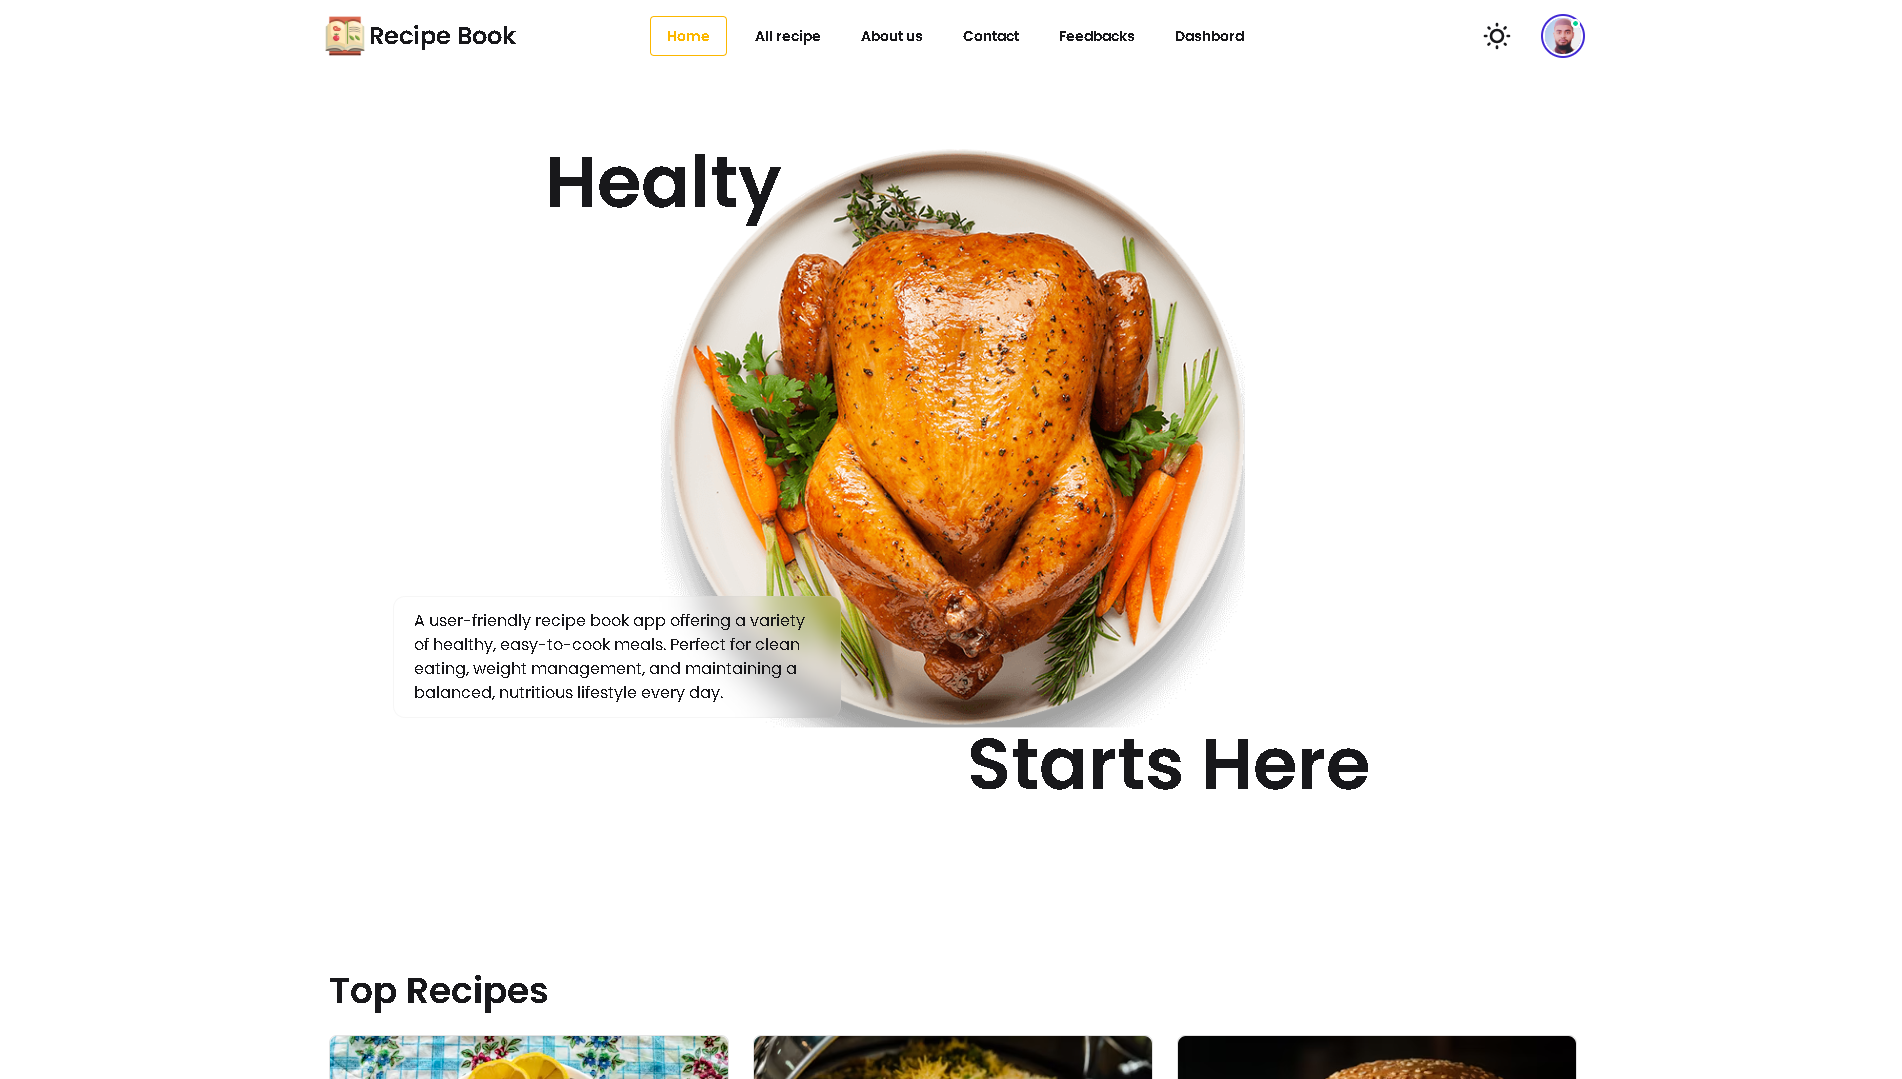 Recipe Book
Home
All recipe
About us
Contact
Feedbacks
Dashbord
Healty
A user-friendly recipe book app offering a variety
of healthy, easy-to-cook meals. Perfect for clean
eating, weight management, and maintaining a
balanced, nutritious lifestyle every day.
Starts Here
Top Recipes